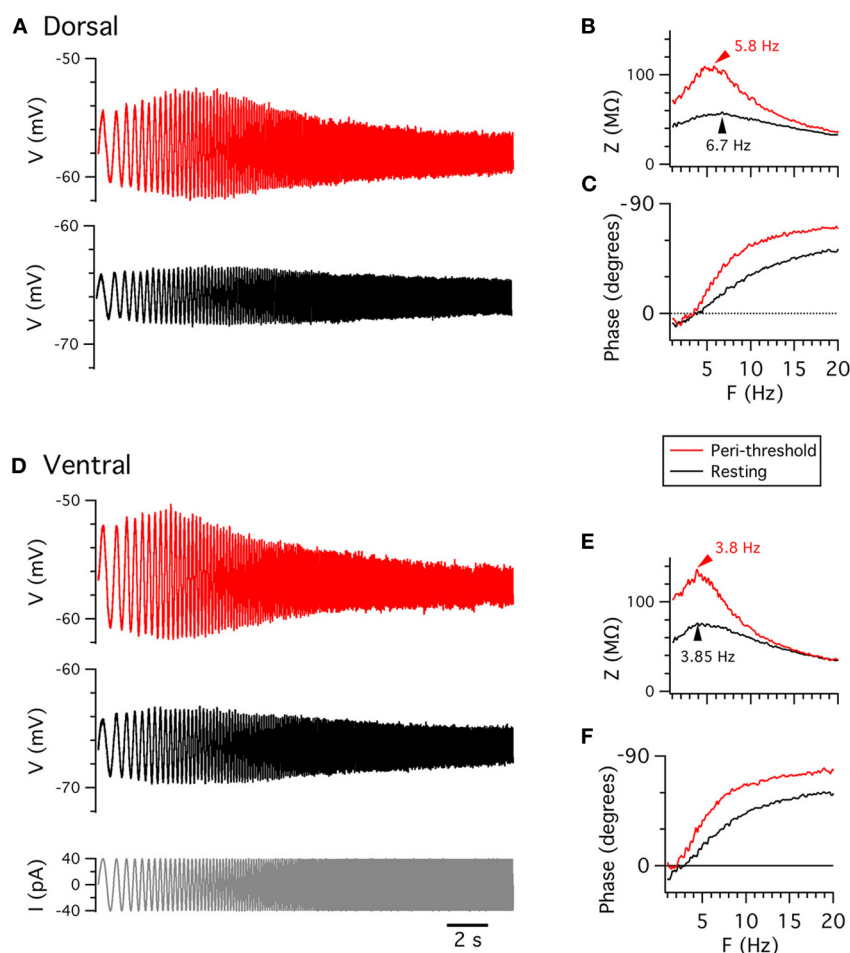 A Dorsal
-50
V (mV)
-60
-60
V (mV)
-70
B
5.8 Hz
100
Z (MΩ)
6.7 Hz
0
C
-90
Phase (degrees)
0
5 10 15 20
F (Hz)
D Ventral
-50
V (mV)
-60
-60
V (mV)
-70
40
I (pA)
0
-40
2 s
Peri-threshold
Resting
E
3.8 Hz
100
Z (MΩ)
3.85 Hz
0
F
-90
Phase (degrees)
0
5 10 15 20
F (Hz)